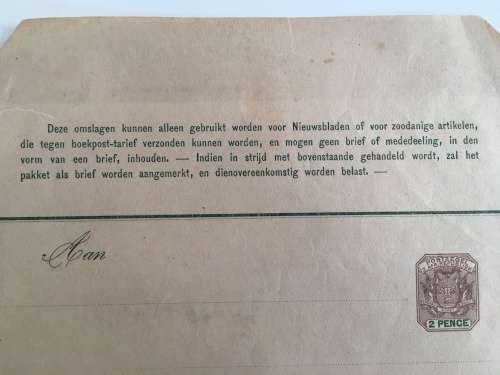 Deze omslagen kunnen alleen gebruikt worden voor Nieuwsbladen of voor zoodanige artikelen,
die tegen boekpost-tarief verzonden kunnen worden, en mogen geen brief of mededeeling, in den
vorm van een brief, inhouden. — Indien in strijd met bovenstaande gehandeld wordt, zal het
pakket als brief worden aangemerkt, en dienovereenkomstig worden belast. —
Aan
POSTZEGEL
2 PENCE